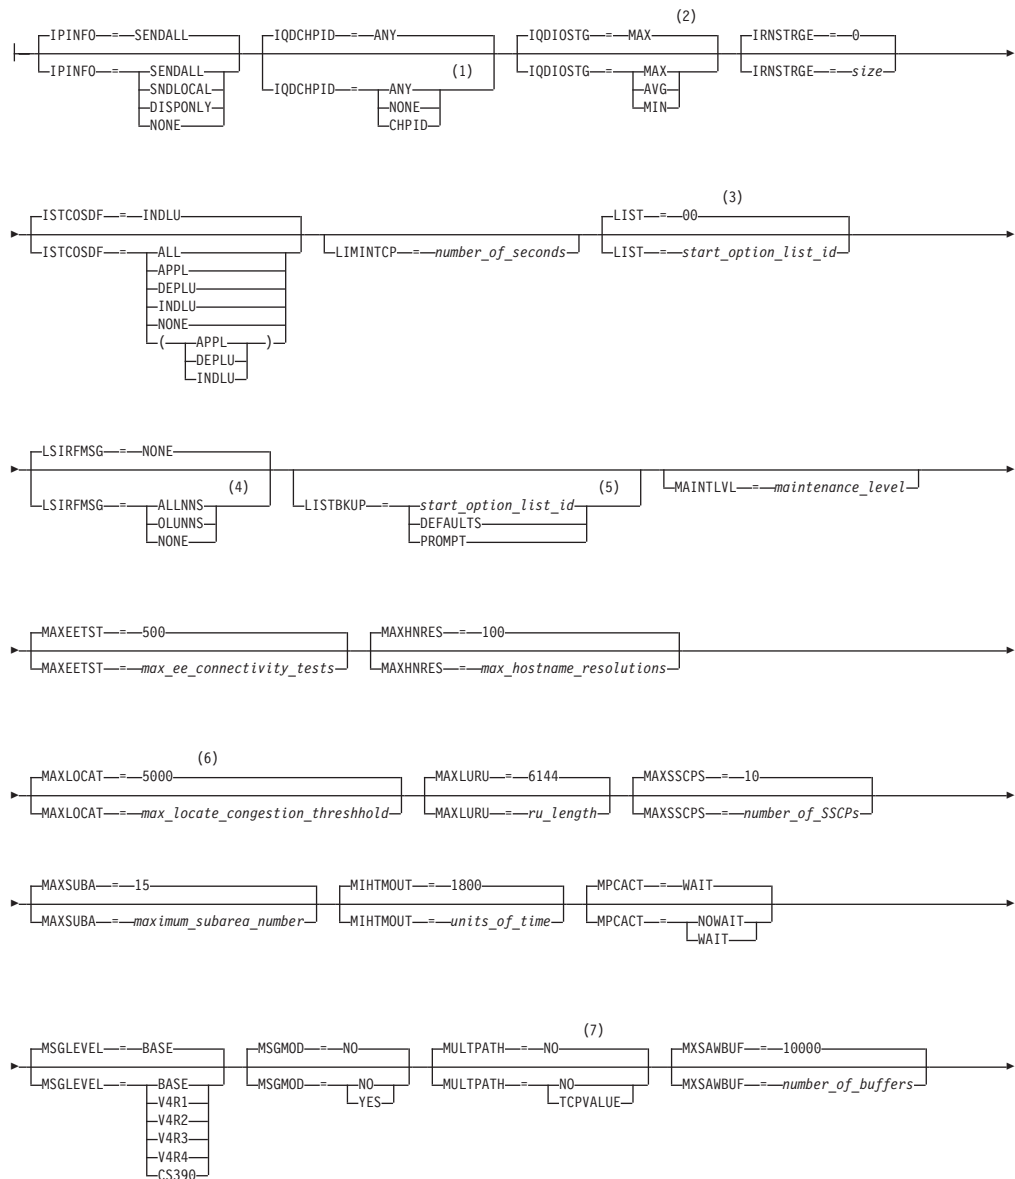 (2)
IPINFO = SENDALL IQDCHPID = ANY IQDIOSTG = MAX IRNSTRGE = 0
(1)
IPINFO = SENDALL IQDCHPID = ANY IQDIOSTG = MAX IRNSTRGE = size
SNDLOCAL NONE AVG
DISPONLY CHPID MIN
NONE
(3)
ISTCOSDF = INDLU LIST = 00
ISTCOSDF = ALL LIMINTCP = number_of_seconds LIST = start_option_list_id
APPL
DEPLU
INDLU
NONE
( APPL )
DEPLU
INDLU
LSIRFMSG = NONE
(4) (5) MAINTLVL = maintenance_level
LSIRFMSG = ALLNNS LISTBKUP = start_option_list_id
OLUNNS DEFAULTS
NONE PROMPT
MAXEETST = 500 MAXHNRES = 100
MAXEETST = max_ee_connectivity_tests MAXHNRES = max_hostname_resolutions
(6)
MAXLOCAT = 5000 MAXLURU = 6144 MAXSSCPS = 10
MAXLOCAT = max_locate_congestion_threshhold MAXLURU = ru_length MAXSSCPS = number_of_SSCPs
MAXSUBA = 15 MIHTMOUT = 1800 MPCACT = WAIT
MAXSUBA = maximum_subarea_number MIHTMOUT = units_of_time MPCACT = NOWAIT
WAIT
(7)
MSGLEVEL = BASE MSGMOD = NO MULTPATH = NO MXSAWBUF = 10000
MSGLEVEL = BASE MSGMOD = NO MULTPATH = NO MXSAWBUF = number_of_buffers
V4R1 YES TCPVALUE
V4R2
V4R3
V4R4
CS390